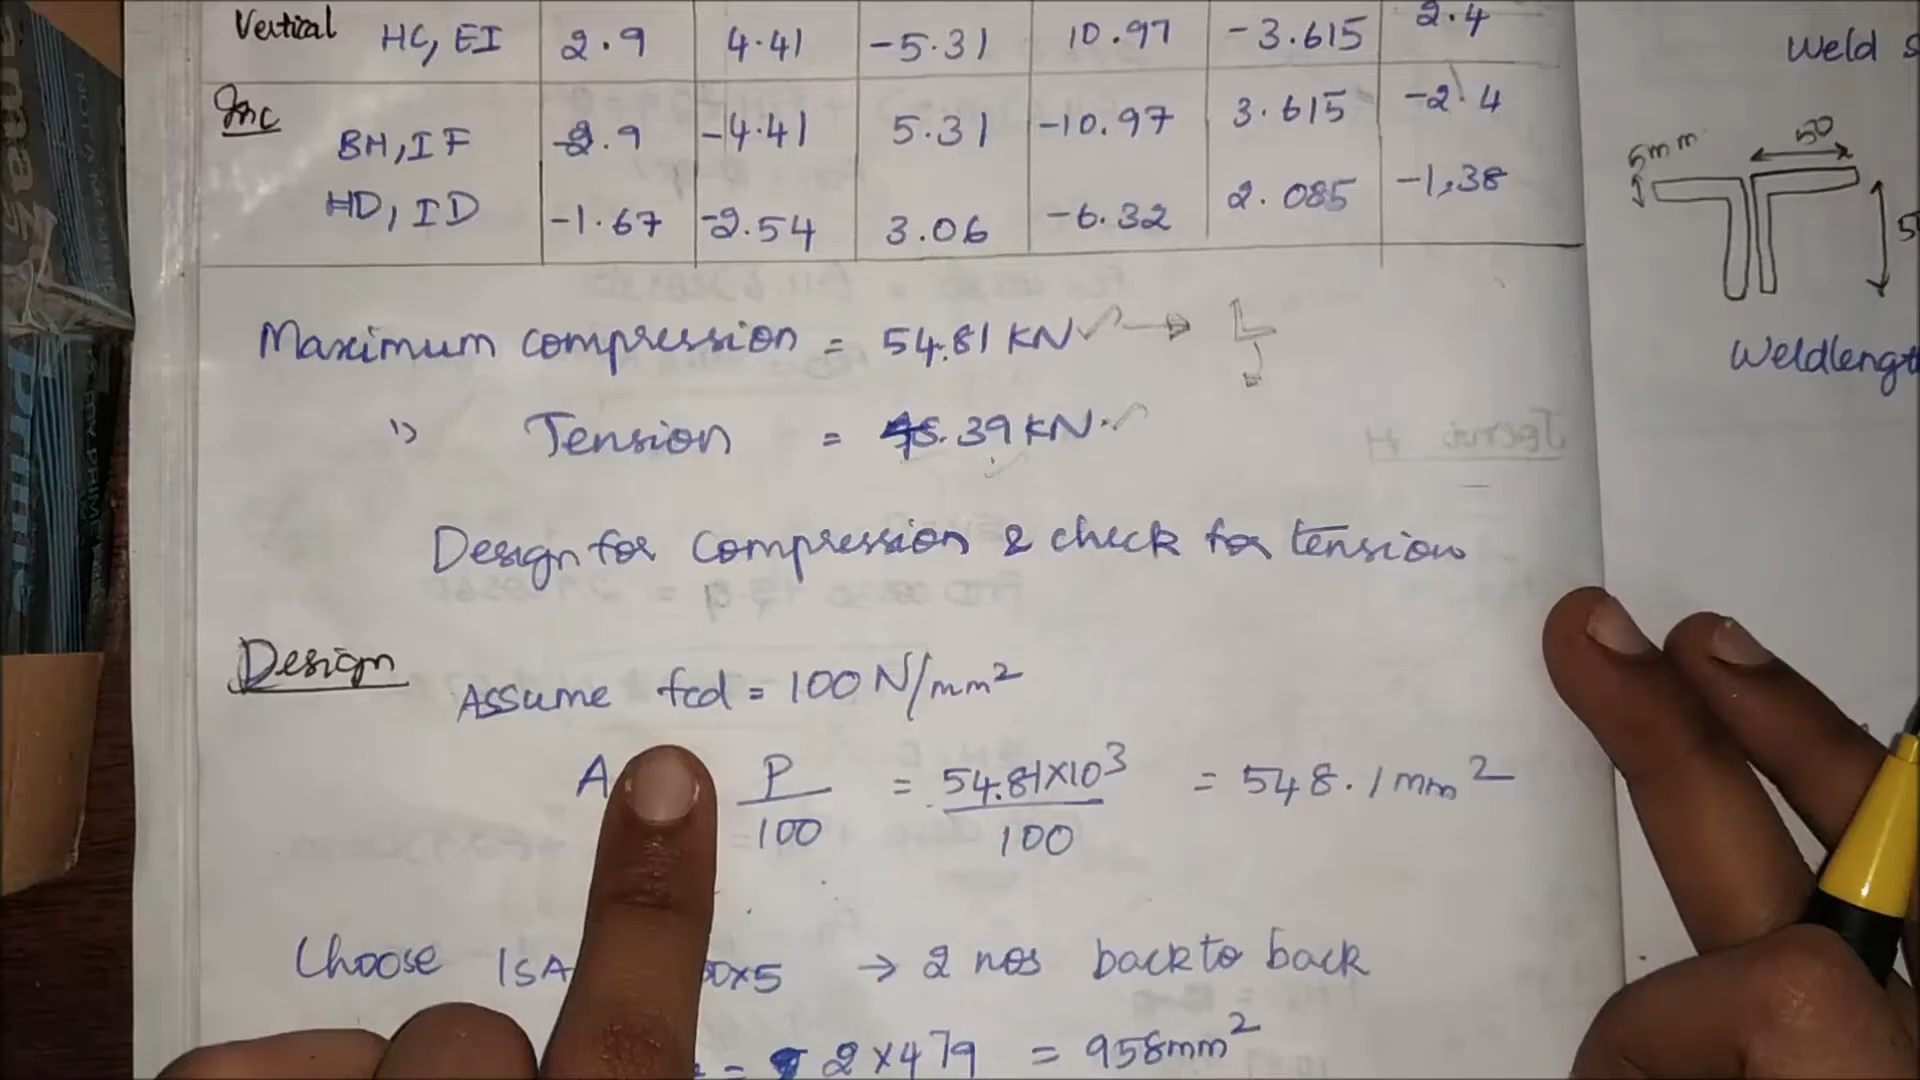 Vertical HC, EI 2.9 4.41 -5.31 10.97 -3.615 2.4
Inc
BH, IF -2.9 -4.41 5.31 -10.97 3.615 -2.4
HD, ID -1.67 -2.54 3.06 -6.32 2.085 -1,38
Maximum compression = 54.81 KN
" Tension = 45.39 KN
Design for compression & check for tension
Design
Assume fcd = 100 N/mm2
A P/100 = 54.81×10^3/100 = 548.1 mm2
Choose ISA 0x5 → 2 nos back to back
= 2×479 = 958mm2
Weld
5mm
50
Weldlengt